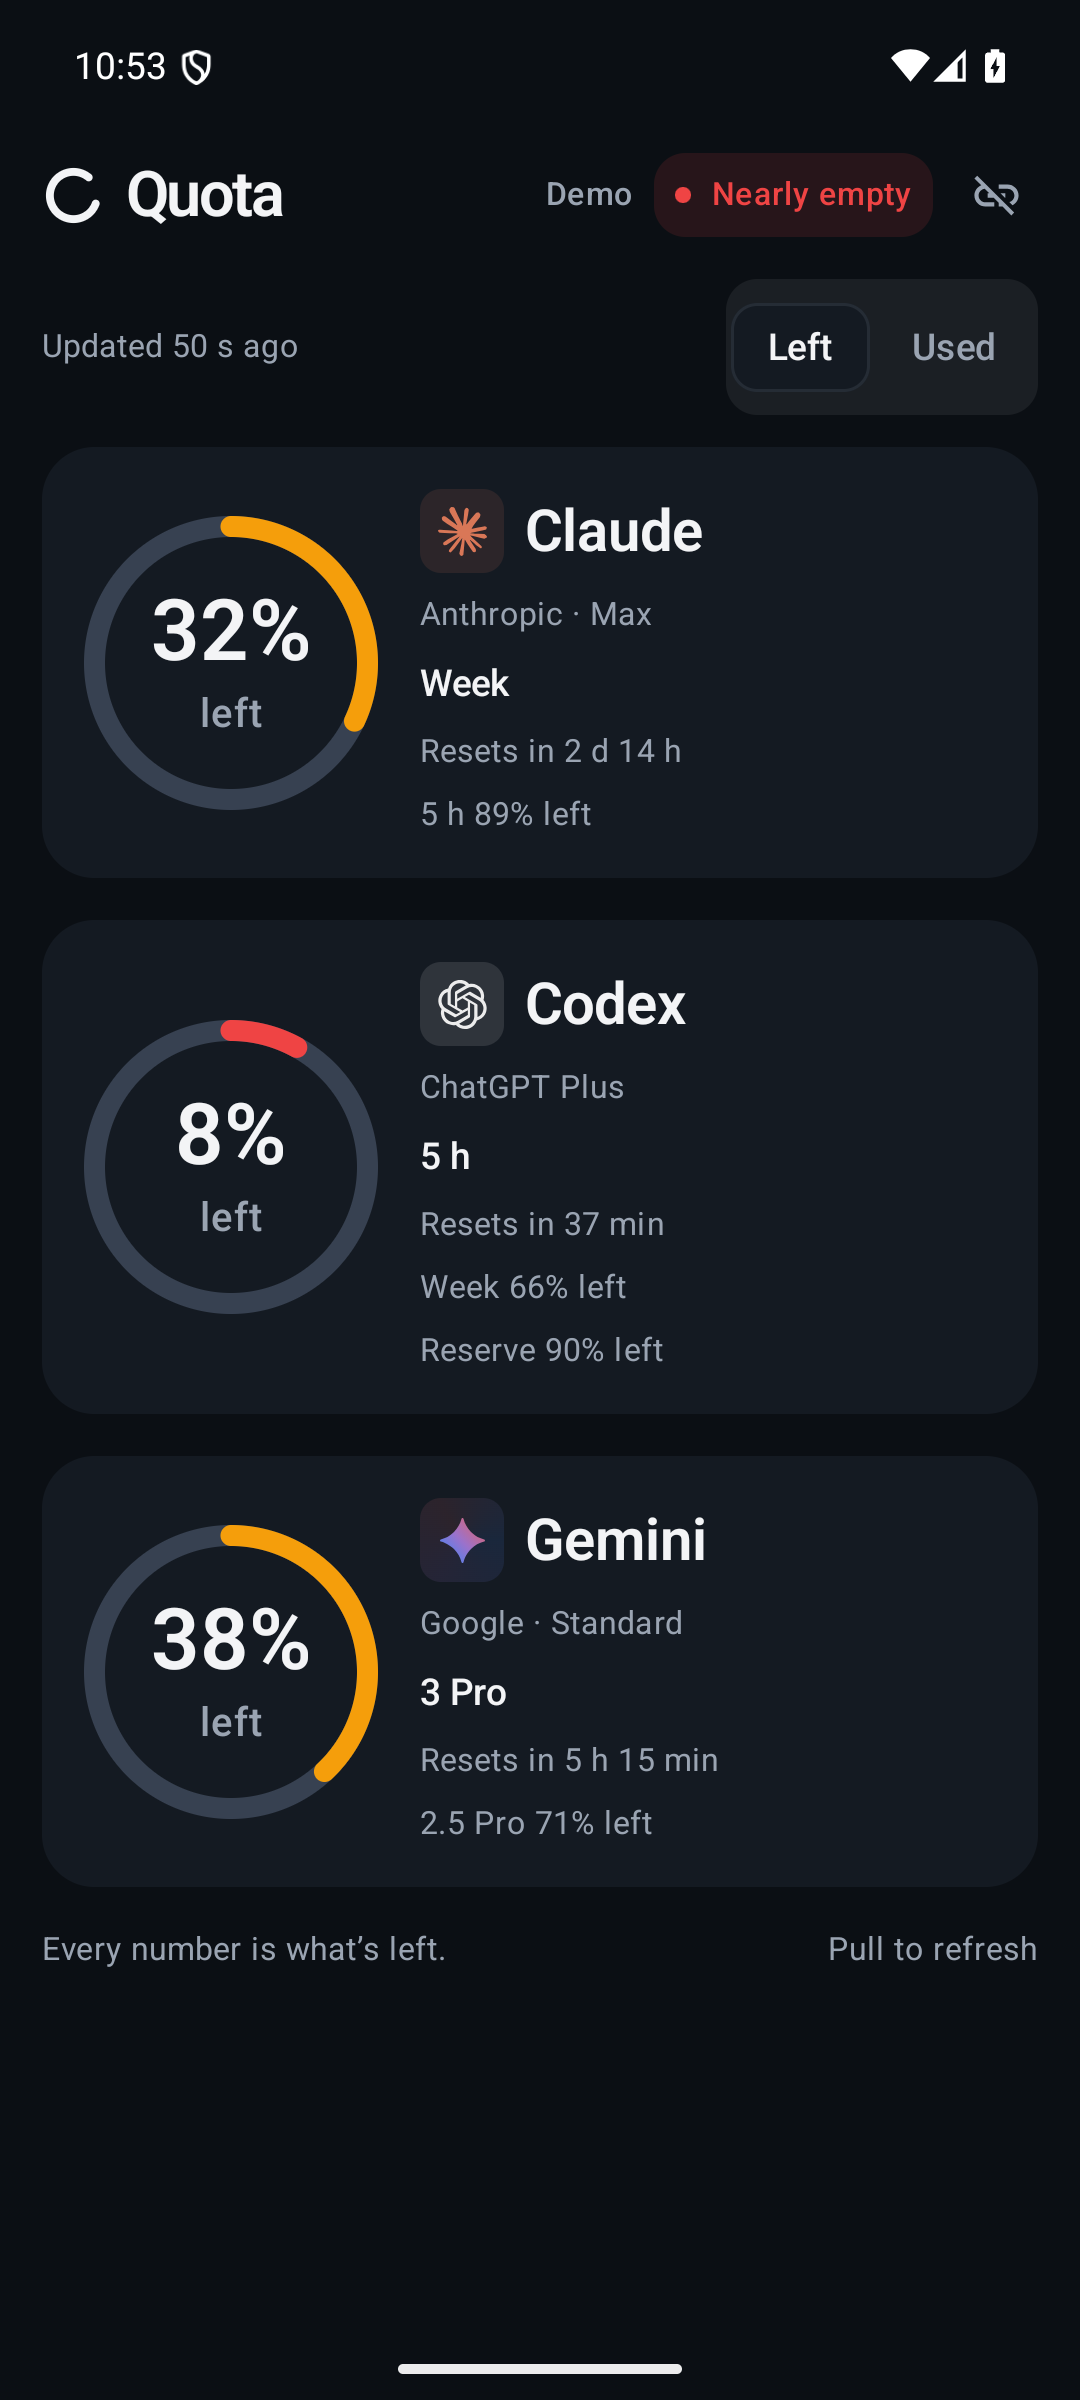 10:53
Quota
Demo
Nearly empty
Updated 50 s ago
Left
Used
32%
left
Claude
Anthropic · Max
Week
Resets in 2 d 14 h
5 h 89% left
8%
left
Codex
ChatGPT Plus
5 h
Resets in 37 min
Week 66% left
Reserve 90% left
38%
left
Gemini
Google · Standard
3 Pro
Resets in 5 h 15 min
2.5 Pro 71% left
Every number is what’s left.
Pull to refresh